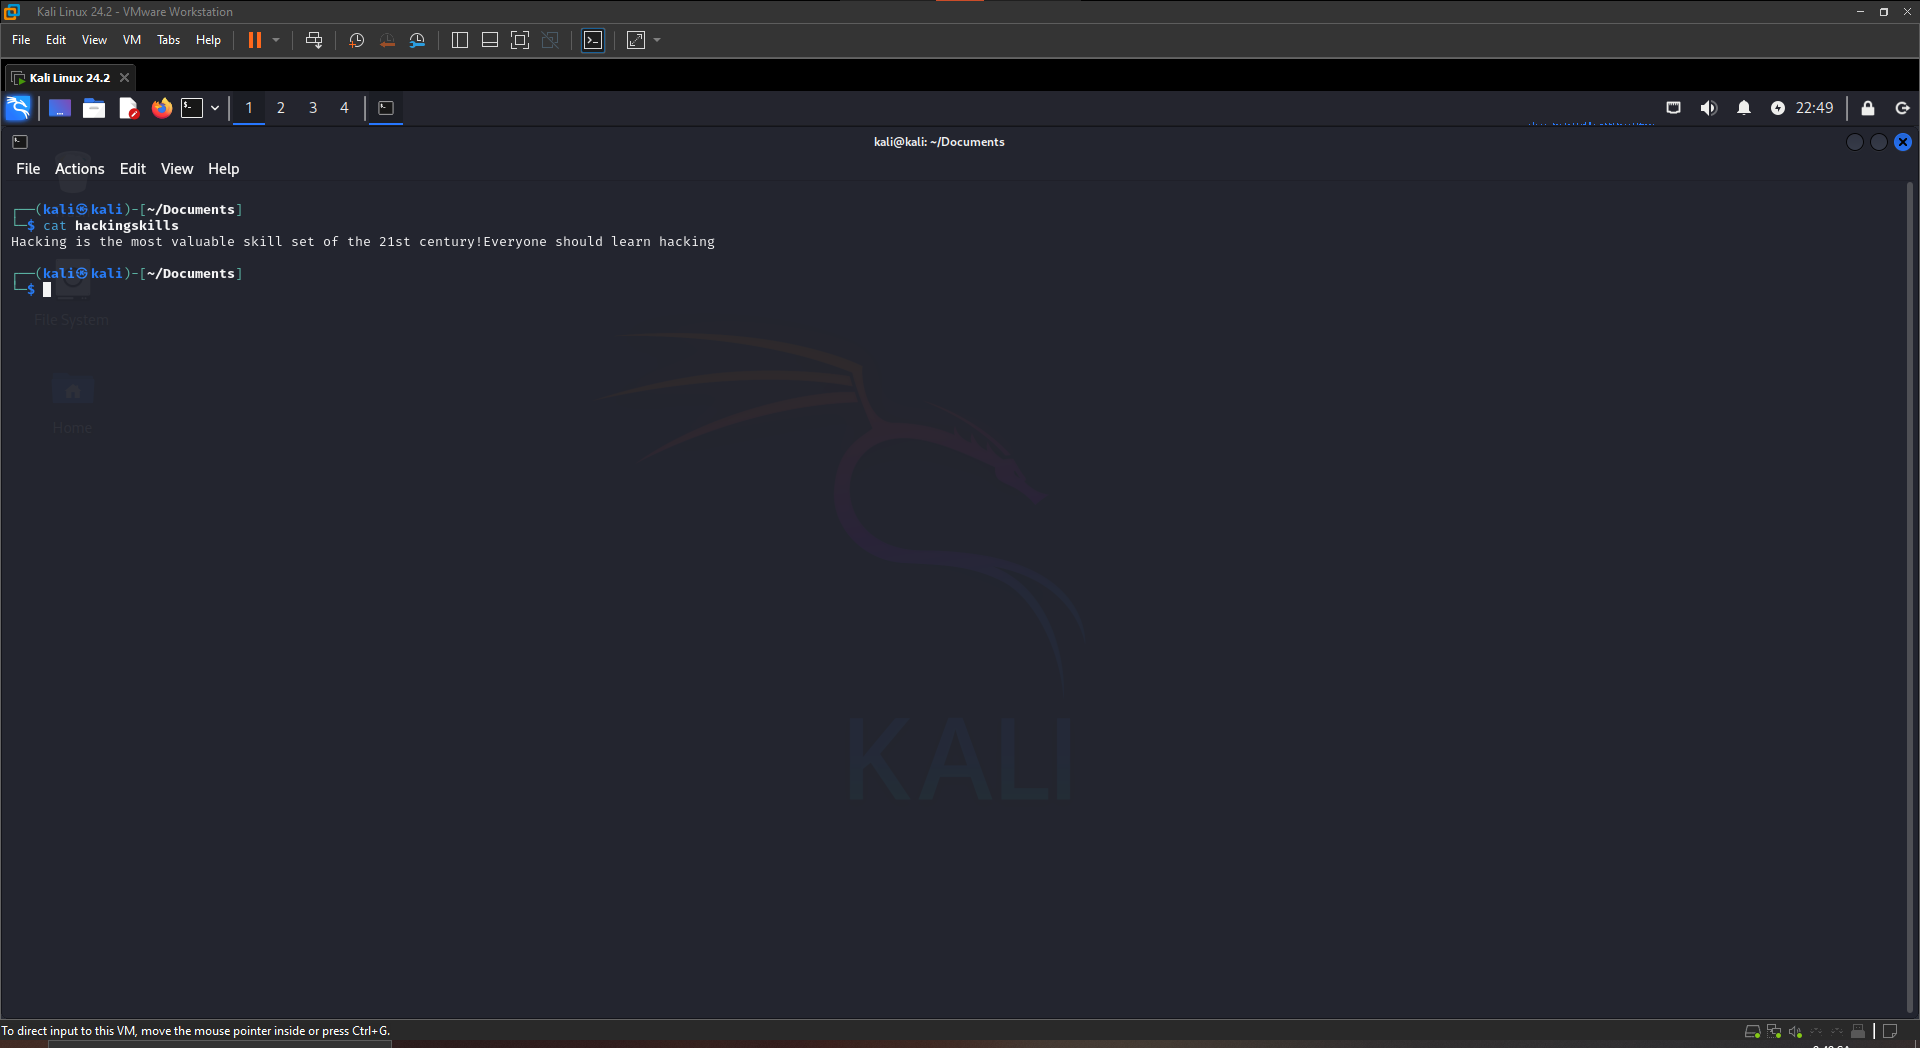 Kali Linux 24.2 - VMware Workstation
File Edit View VM Tabs Help
Kali Linux 24.2
1 2 3 4 22:49
kali@kali: ~/Documents
File Actions Edit View Help
┌──(kali㉿kali)-[~/Documents]
└─$ cat hackingskills
Hacking is the most valuable skill set of the 21st century!Everyone should learn hacking
┌──(kali㉿kali)-[~/Documents]
└─$
File System
Home
KALI
To direct input to this VM, move the mouse pointer inside or press Ctrl+G.